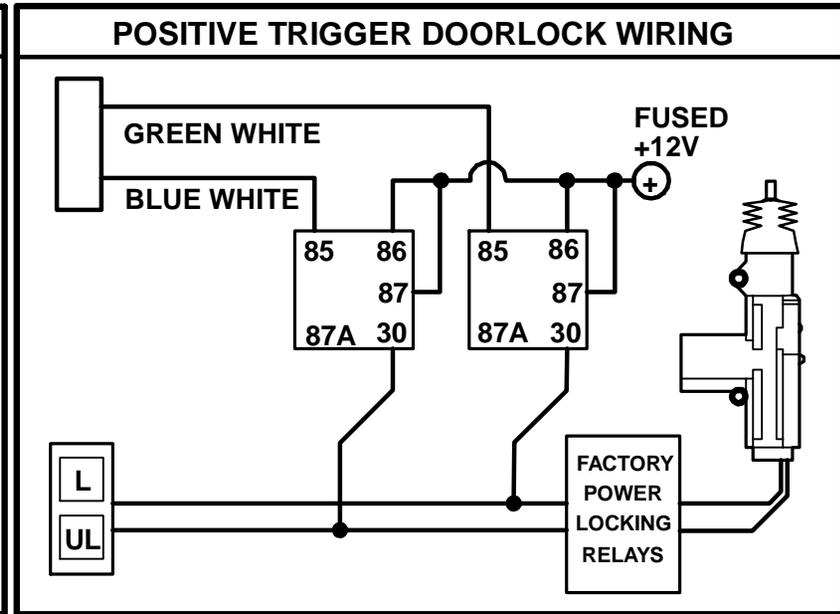 POSITIVE TRIGGER DOORLOCK WIRING
FUSED
+12V
+
GREEN WHITE
BLUE WHITE
85 86
87
87A 30
85 86
87
87A 30
L
UL
FACTORY
POWER
LOCKING
RELAYS